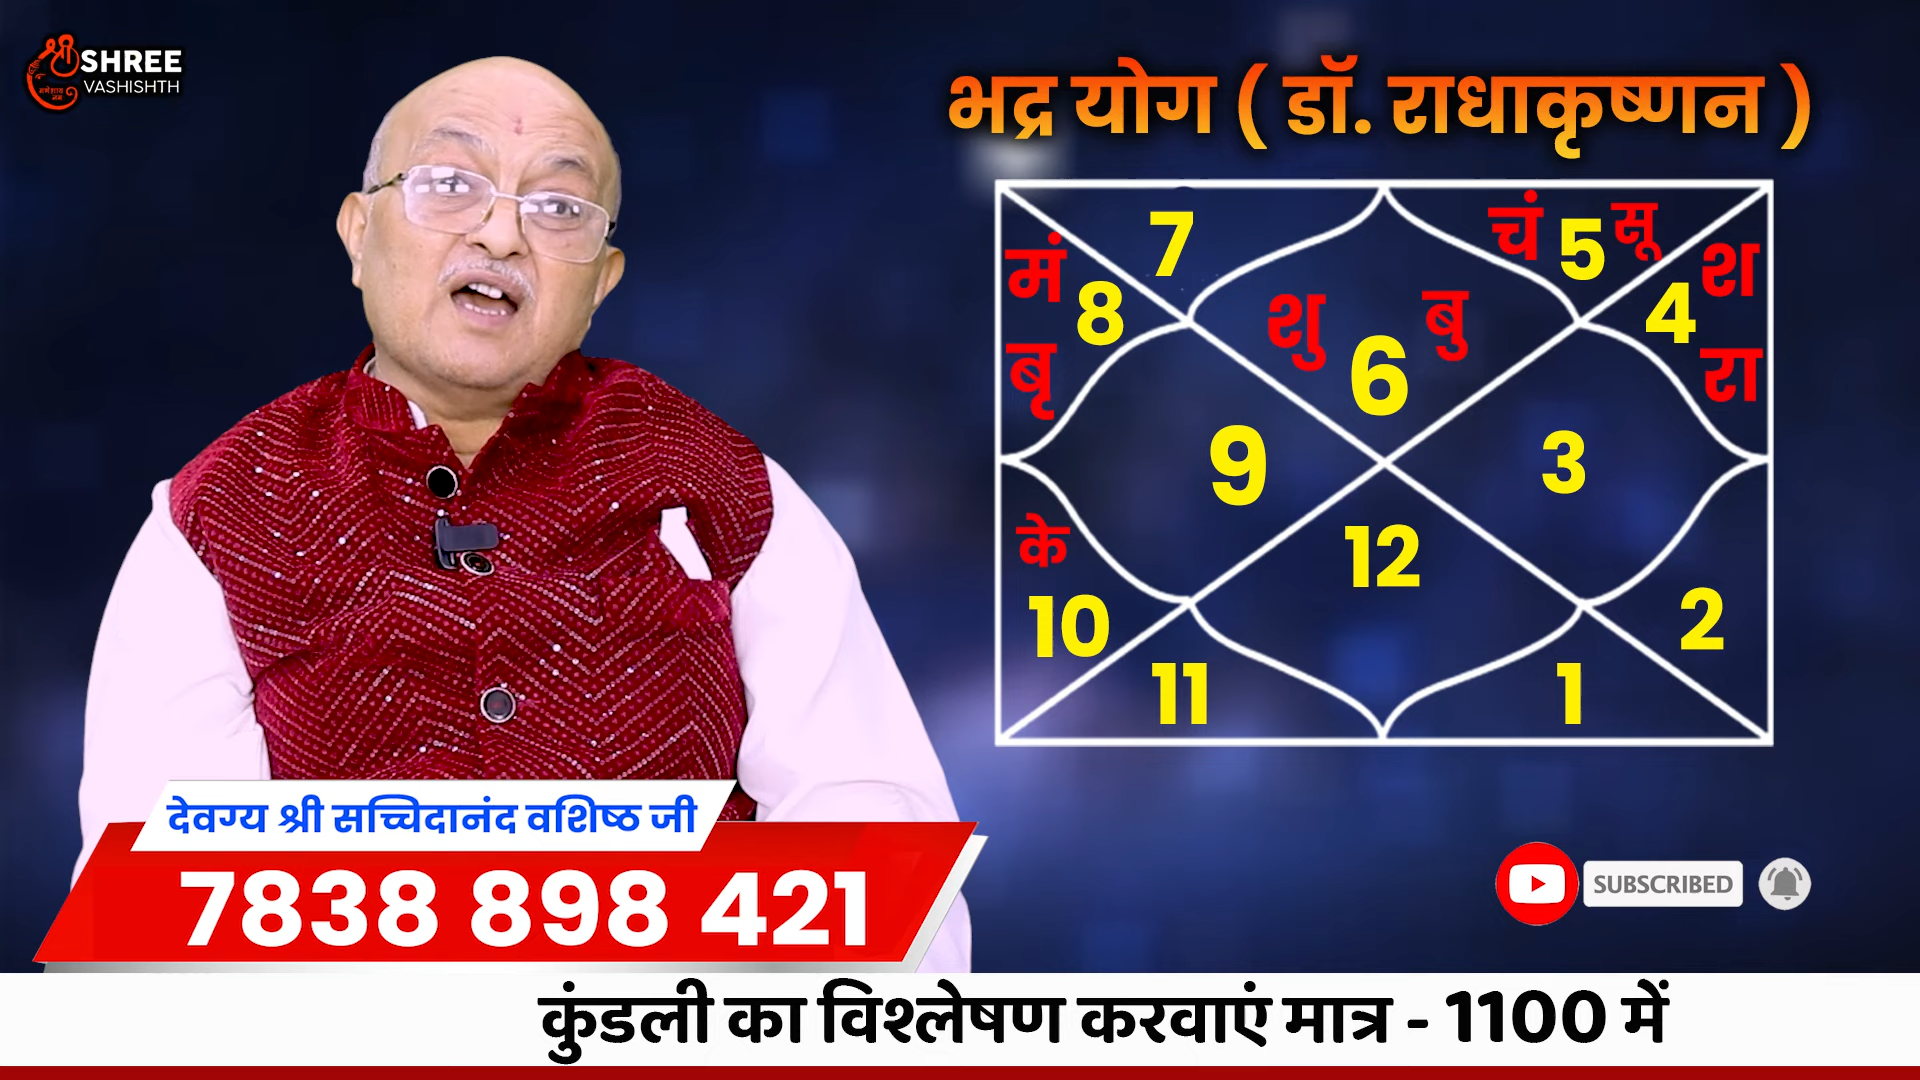 श्री
SHREE
VASHISHTH
भद्र योग ( डॉ. राधाकृष्णन )
7
चं 5 सू
मं
8
बृ
शु बु
6
श
4
रा
9
3
के
10
12
2
11
1
देवग्य श्री सच्चिदानंद वशिष्ठ जी
7838 898 421
SUBSCRIBED
कुंडली का विश्लेषण करवाएं मात्र - 1100 में